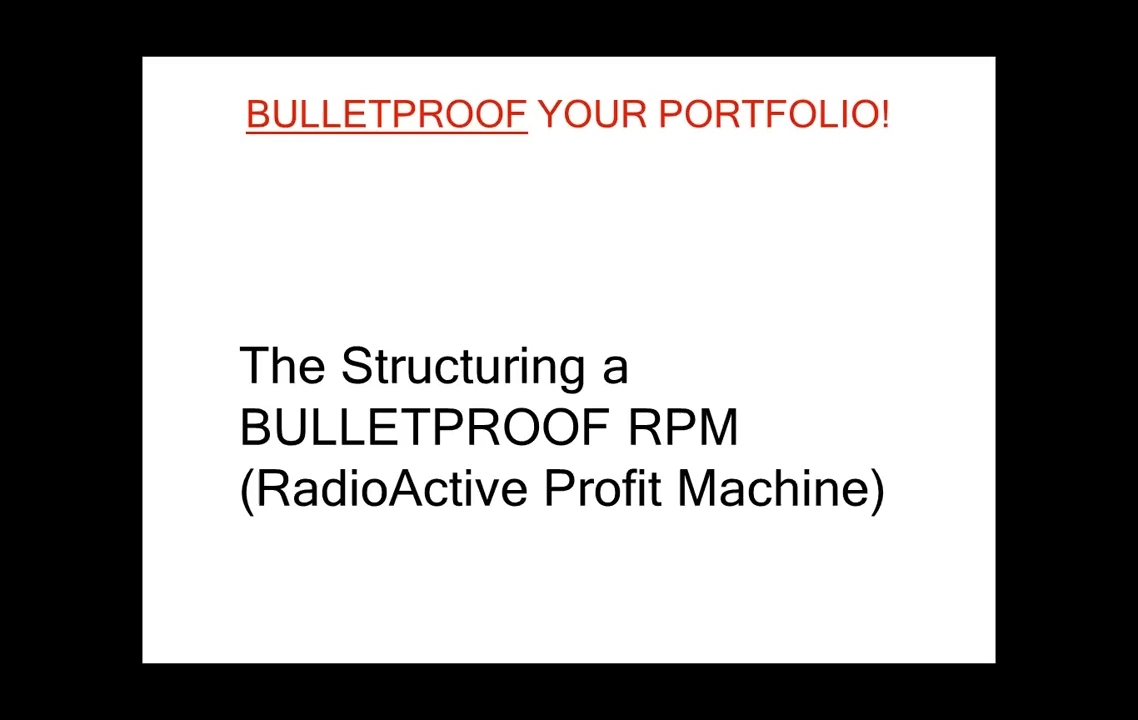 BULLETPROOF YOUR PORTFOLIO!
The Structuring a
BULLETPROOF RPM
(RadioActive Profit Machine)